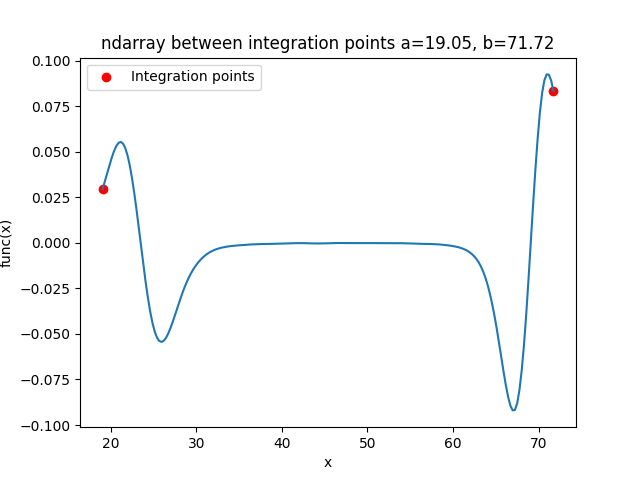 ndarray between integration points a=19.05, b=71.72
Integration points
0.100
0.075
0.050
0.025
0.000
−0.025
−0.050
−0.075
−0.100
func(x)
20 30 40 50 60 70
x